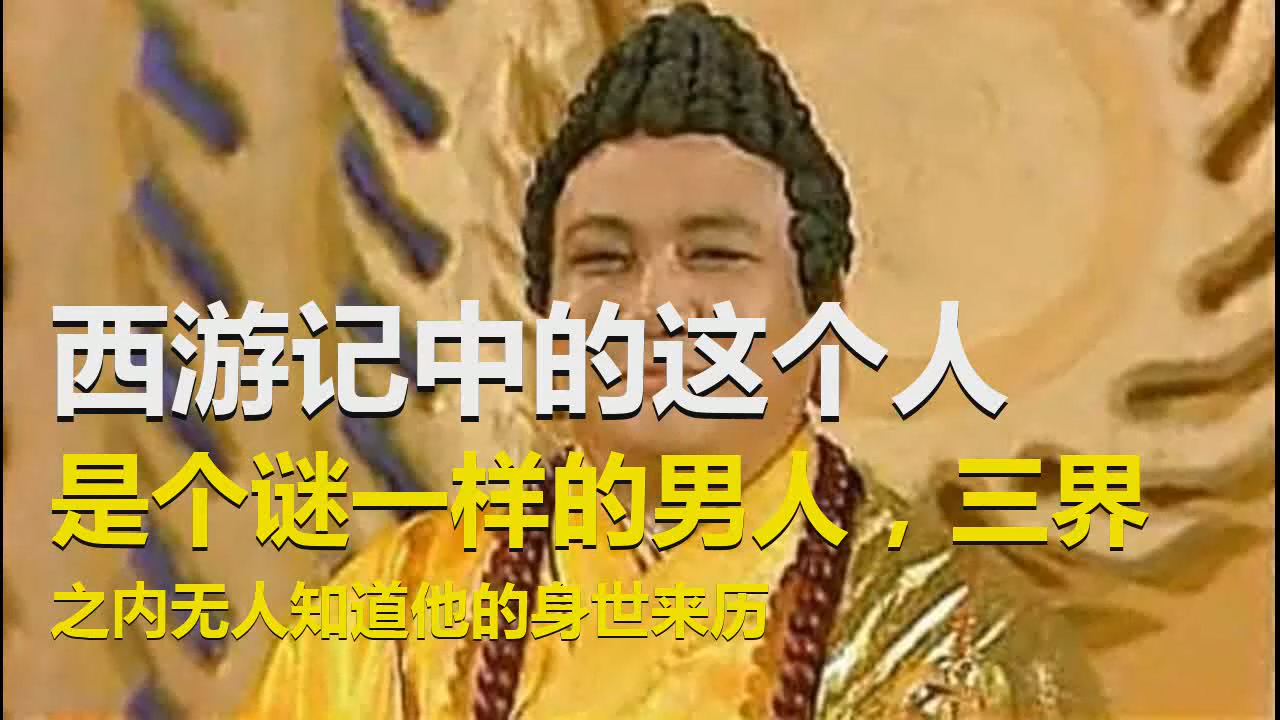 西游记中的这个人
是个谜一样的男人，三界
之内无人知道他的身世来历